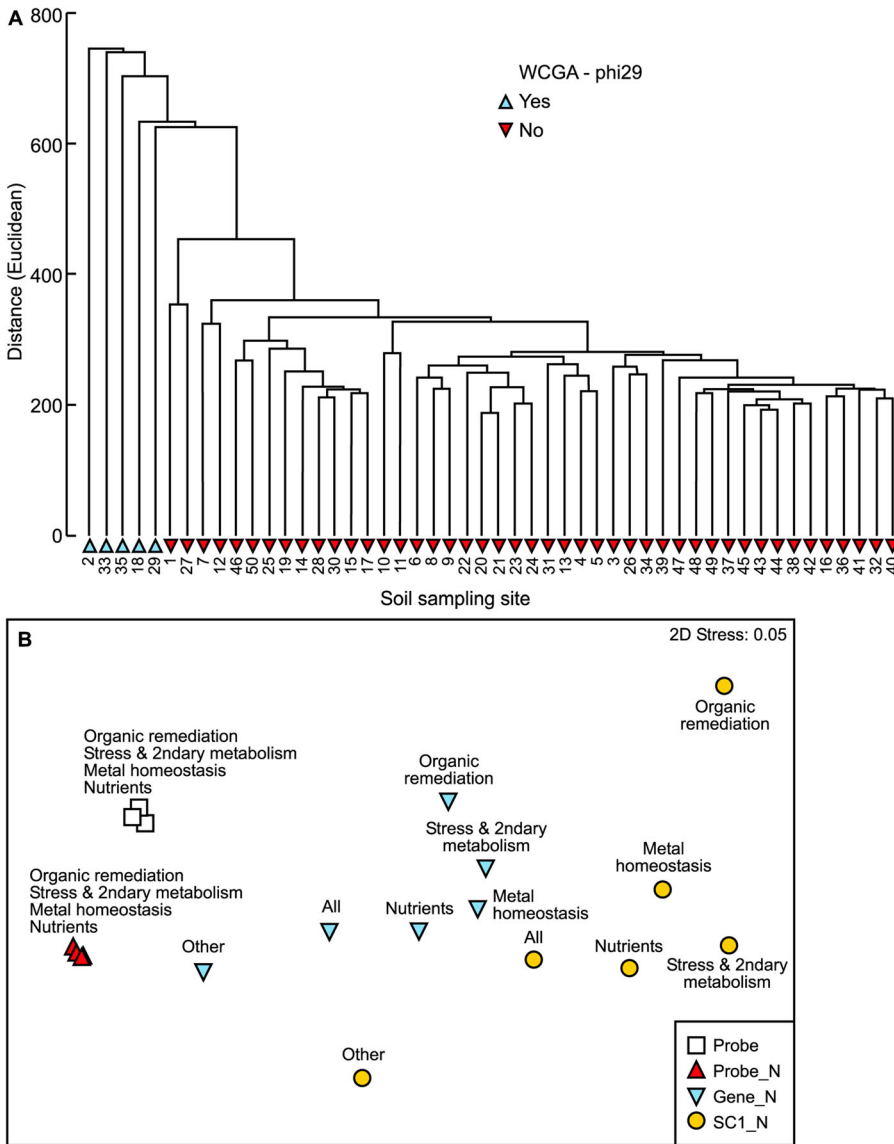 A
800
600
400
200
0
Distance (Euclidean)
WCGA - phi29
Yes
No
2 33 35 18 29 1 27 7 12 46 50 25 19 14 28 30 15 17 10 11 6 8 9 22 20 21 23 24 31 13 4 5 3 26 34 39 47 48 49 37 45 43 44 38 42 16 36 41 32 40
Soil sampling site
B
2D Stress: 0.05
Organic
remediation
Organic remediation
Stress & 2ndary metabolism
Metal homeostasis
Nutrients
Organic
remediation
Stress & 2ndary
metabolism
Metal
homeostasis
Organic remediation
Stress & 2ndary metabolism
Metal homeostasis
Nutrients
Other
All
Nutrients
Metal
homeostasis
All
Nutrients
Stress & 2ndary
metabolism
Other
Probe
Probe_N
Gene_N
SC1_N